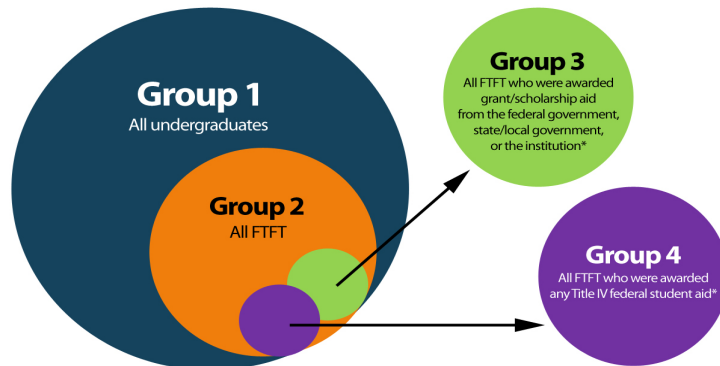 Group 1
All undergraduates
Group 2
All FTFT
Group 3
All FTFT who were awarded
grant/scholarship aid
from the federal government,
state/local government,
or the institution*
Group 4
All FTFT who were awarded
any Title IV federal student aid*